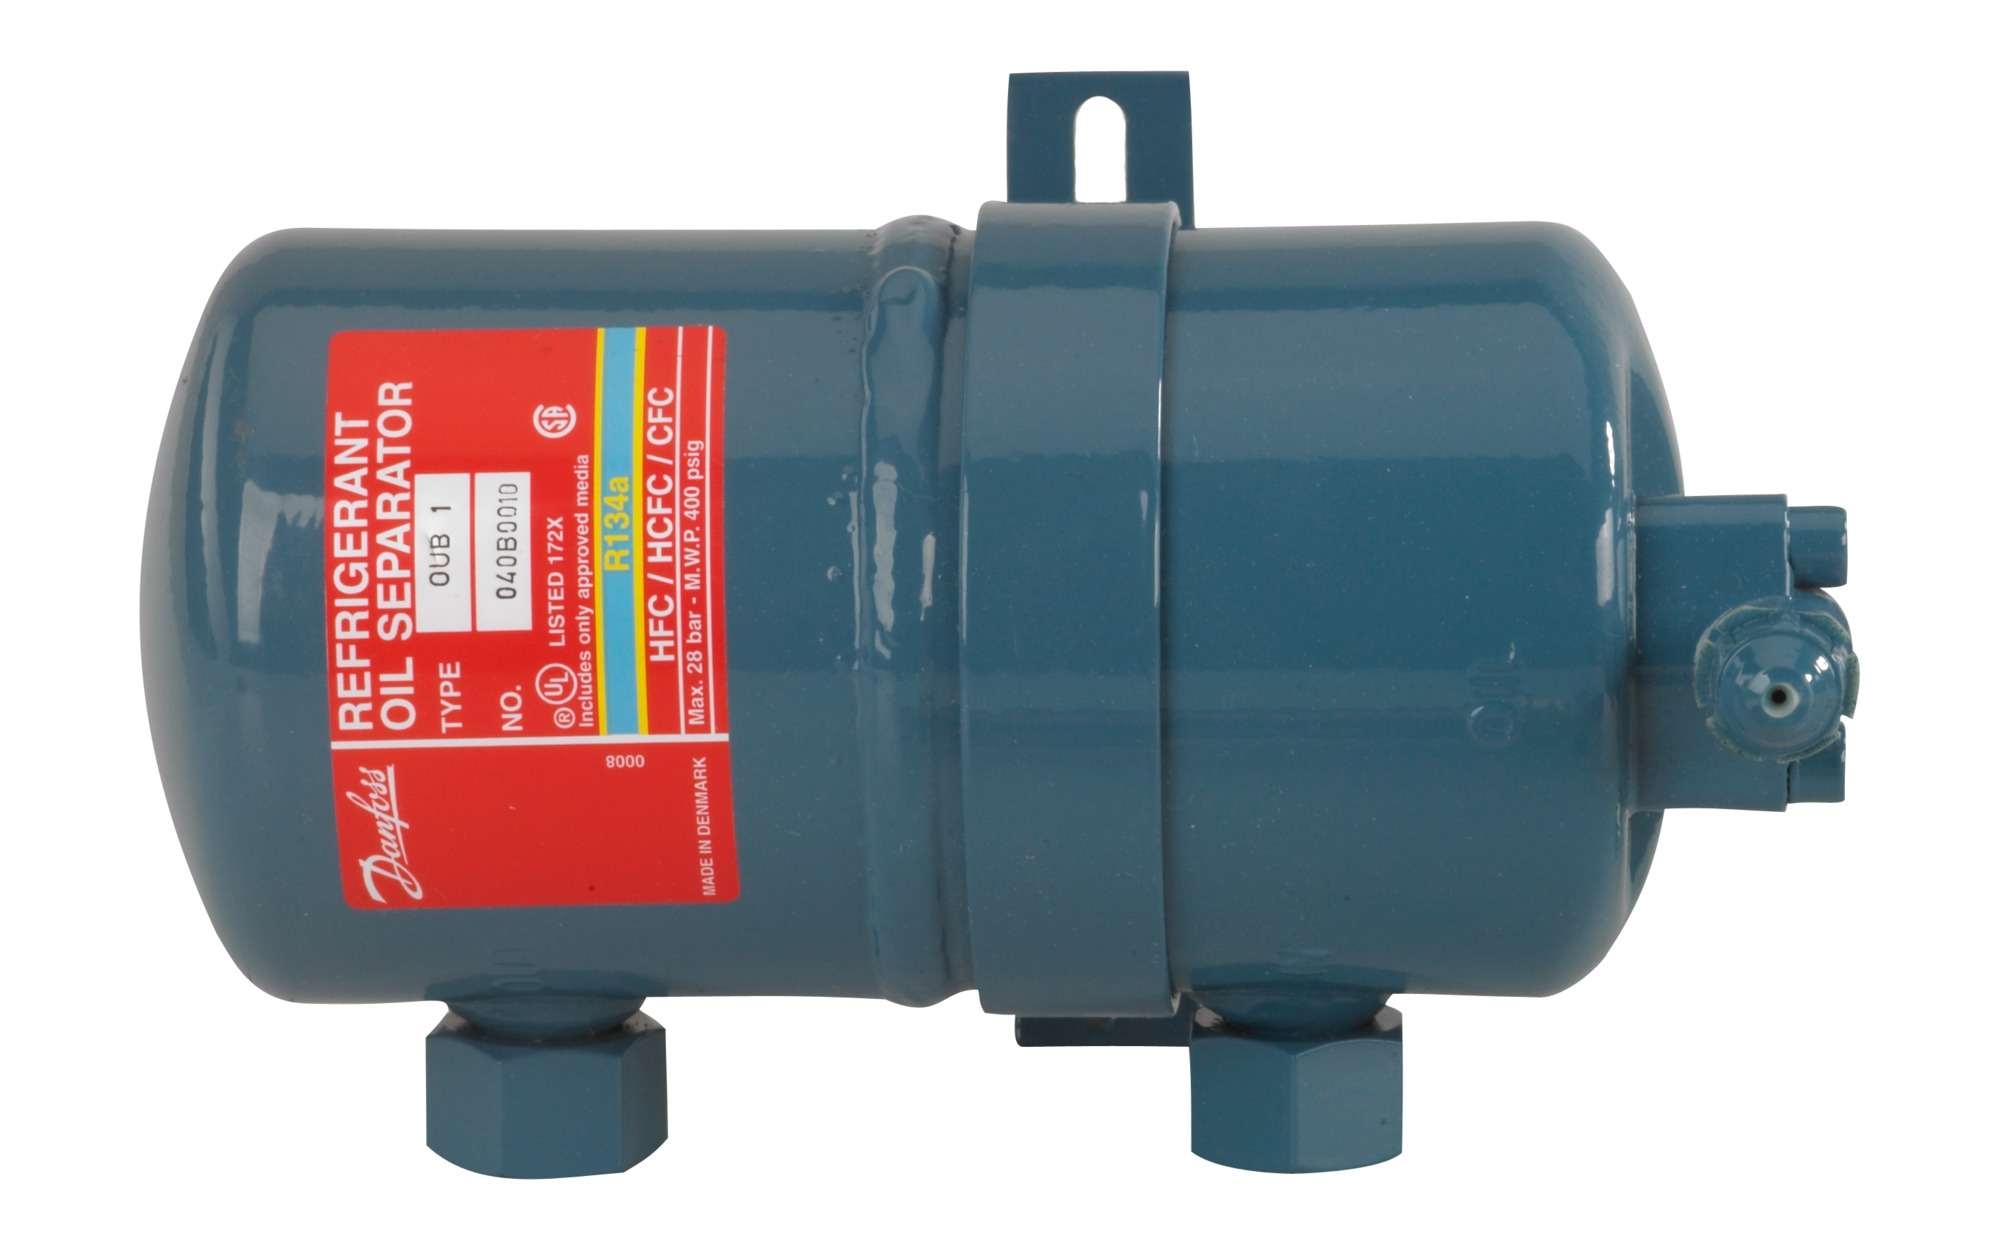 REFRIGERANT
OIL SEPARATOR
TYPE OUB 1
NO. 040B0010
® UL LISTED 172X SA
Includes only approved media
R134a
HFC / HCFC / CFC
Max. 28 bar - M.W.P. 400 psig
Danfoss
8000
MADE IN DENMARK